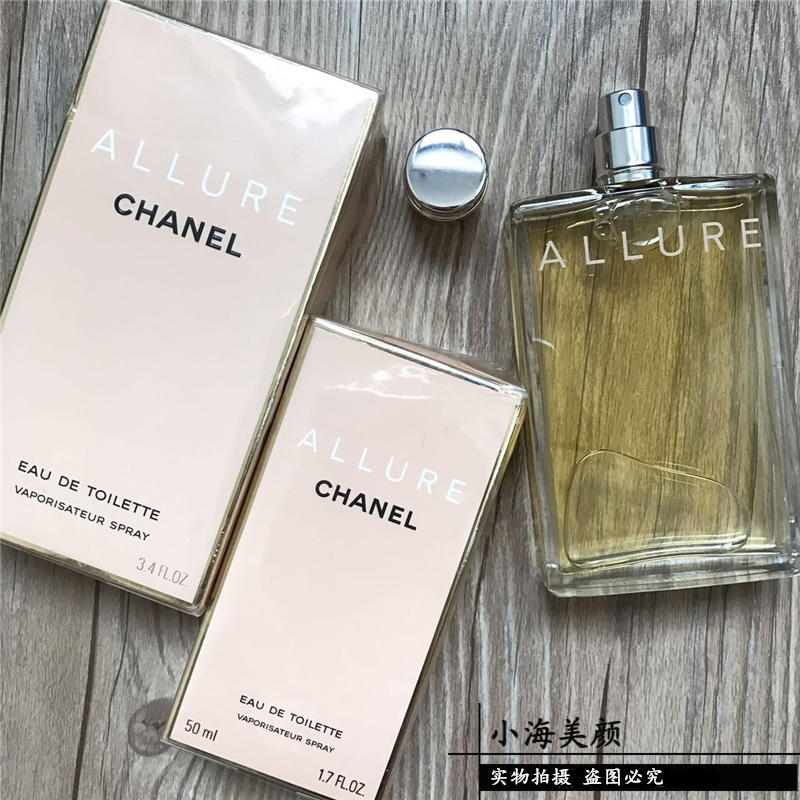 ALLURE
CHANEL
EAU DE TOILETTE
VAPORISATEUR SPRAY
3.4 FL.OZ.
ALLURE
CHANEL
EAU DE TOILETTE
VAPORISATEUR SPRAY
50 ml
1.7 FL.OZ.
ALLURE
小海美颜
实物拍摄 盗图必究